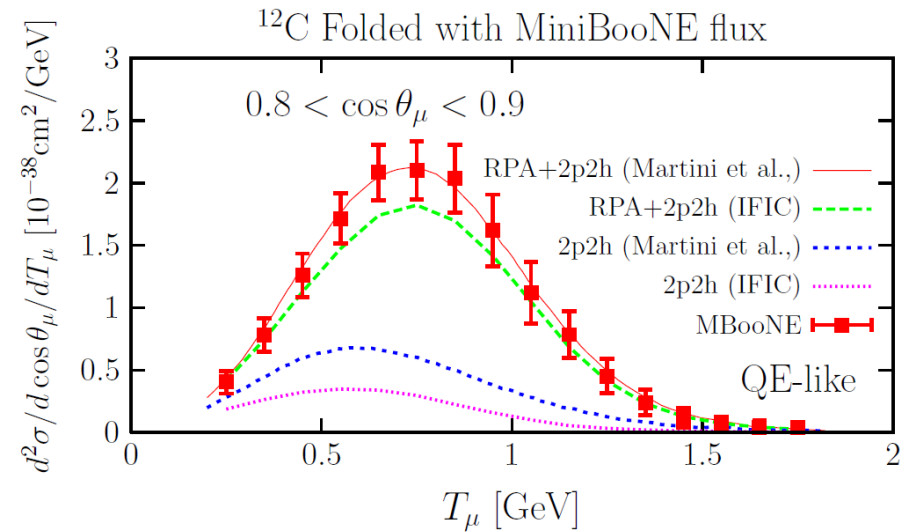 ¹²C Folded with MiniBooNE flux
d²σ/d cos θ_μ/dT_μ [10⁻³⁸cm²/GeV]
3
2.5
2
1.5
1
0.5
0
0.8 < cos θ_μ < 0.9
RPA+2p2h (Martini et al.,)
RPA+2p2h (IFIC)
2p2h (Martini et al.,)
2p2h (IFIC)
MBooNE
QE-like
0 0.5 1 1.5 2
T_μ [GeV]